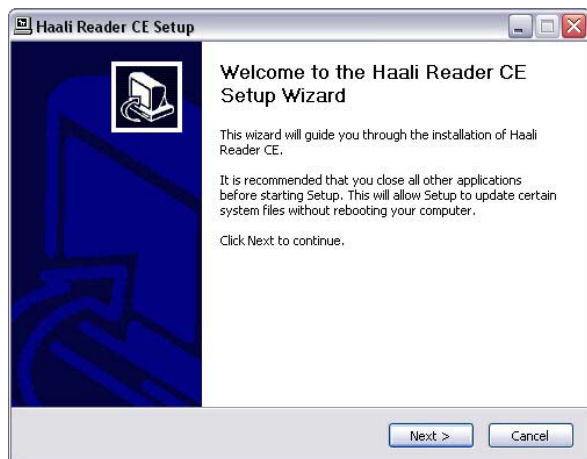 Haali Reader CE Setup
Welcome to the Haali Reader CE
Setup Wizard
This wizard will guide you through the installation of Haali
Reader CE.
It is recommended that you close all other applications
before starting Setup. This will allow Setup to update certain
system files without rebooting your computer.
Click Next to continue.
Next >
Cancel